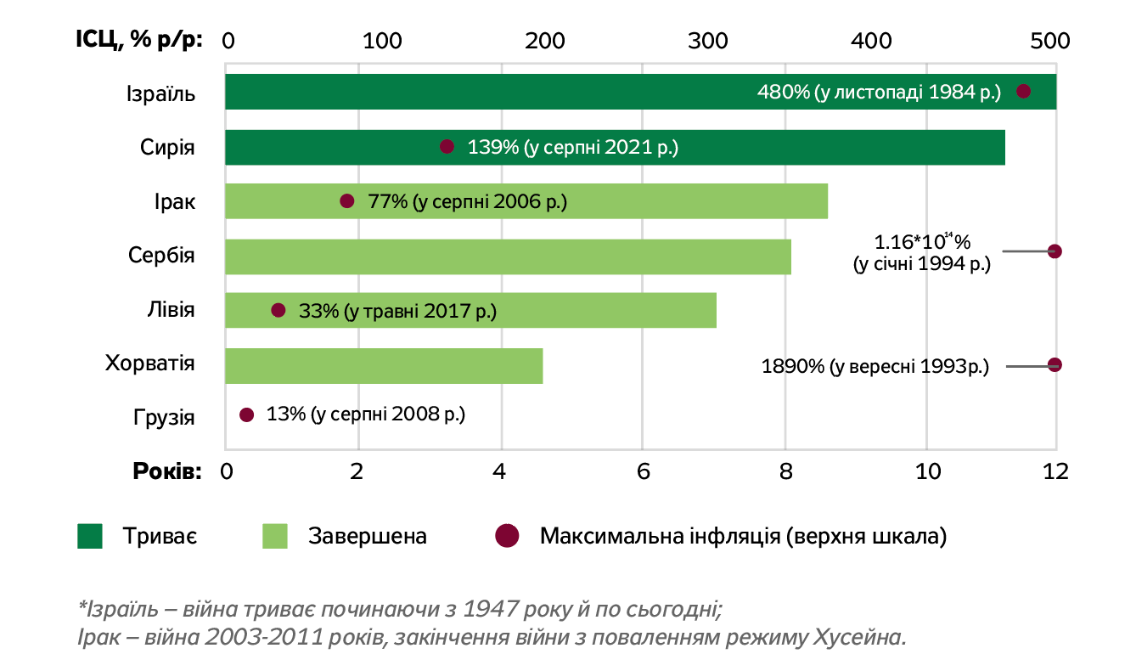 ІСЦ, % р/р: 0 100 200 300 400 500
Ізраїль 480% (у листопаді 1984 р.)
Сирія 139% (у серпні 2021 р.)
Ірак 77% (у серпні 2006 р.)
1.16*10¹⁴%
Сербія
(у січні 1994 р.)
Лівія 33% (у травні 2017 р.)
Хорватія 1890% (у вересні 1993р.)
Грузія 13% (у серпні 2008 р.)
Років: 0 2 4 6 8 10 12
Триває Завершена Максимальна інфляція (верхня шкала)
*Ізраїль – війна триває починаючи з 1947 року й по сьогодні;
Ірак – війна 2003-2011 років, закінчення війни з поваленням режиму Хусейна.